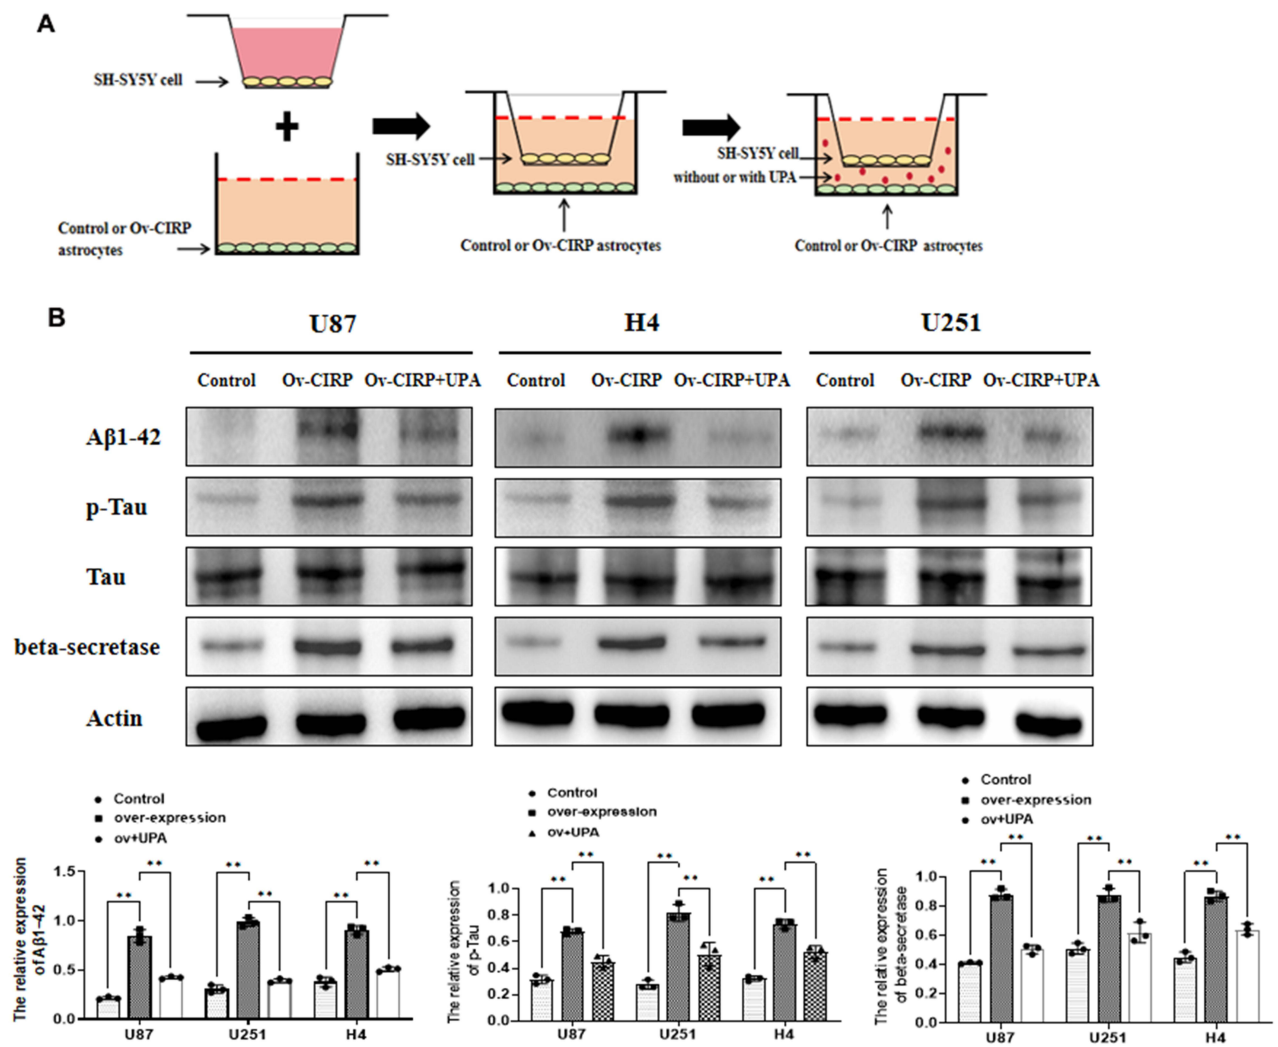 A
SH-SY5Y cell
Control or Ov-CIRP
astrocytes
SH-SY5Y cell
Control or Ov-CIRP astrocytes
SH-SY5Y cell
without or with UPA
Control or Ov-CIRP astrocytes
B
U87 H4 U251
Control Ov-CIRP Ov-CIRP+UPA Control Ov-CIRP Ov-CIRP+UPA Control Ov-CIRP Ov-CIRP+UPA
Aβ1-42
p-Tau
Tau
beta-secretase
Actin
Control
over-expression
ov+UPA
The relative expression
of Aβ1-42
1.5
1.0
0.5
0.0
** ** ** ** ** **
U87 U251 H4
Control
over-expression
ov+UPA
The relative expression
of p-Tau
1.0
0.8
0.6
0.4
0.2
0.0
** ** ** ** ** **
U87 U251 H4
Control
over-expression
ov+UPA
The relative expression
of beta-secretase
1.0
0.8
0.6
0.4
0.2
0.0
** ** ** ** ** **
U87 U251 H4